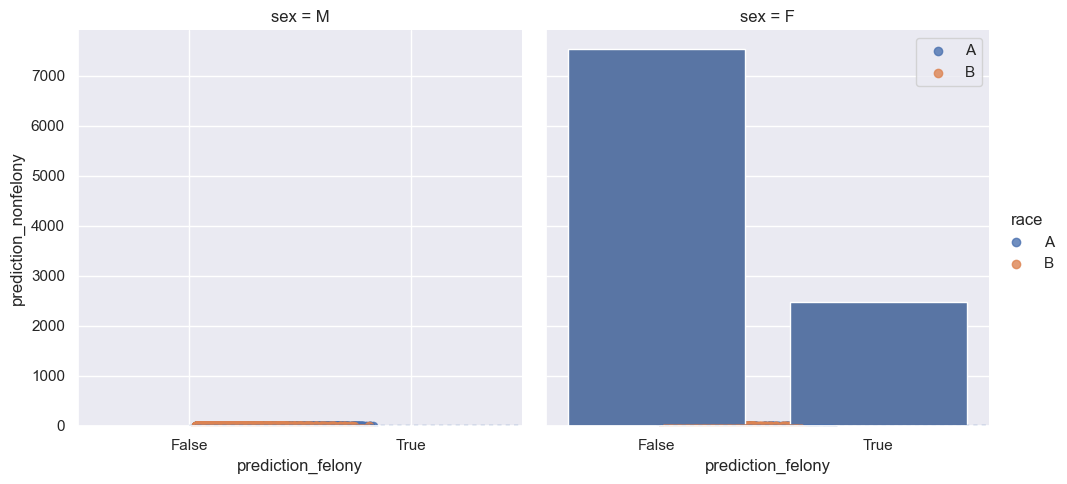 sex = M
sex = F
A
B
7000
6000
5000
4000
3000
2000
1000
0
prediction_nonfelony
False
True
prediction_felony
False
True
prediction_felony
race
A
B